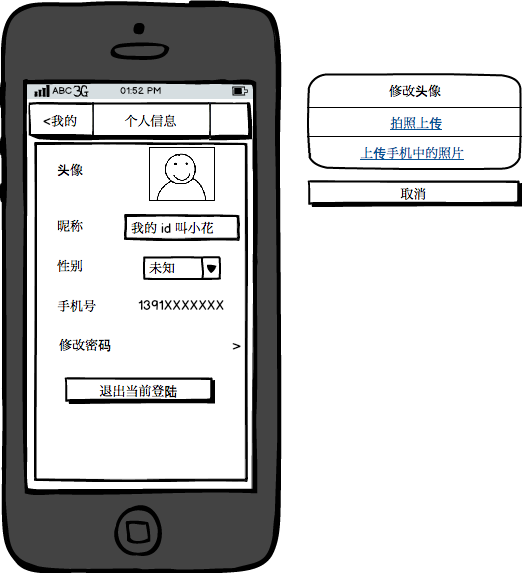 ABC 3G 01:52 PM
<我的 个人信息
头像
昵称 我的 id 叫小花
性别 未知
手机号 1391XXXXXXX
修改密码 >
退出当前登陆
修改头像
拍照上传
上传手机中的照片
取消